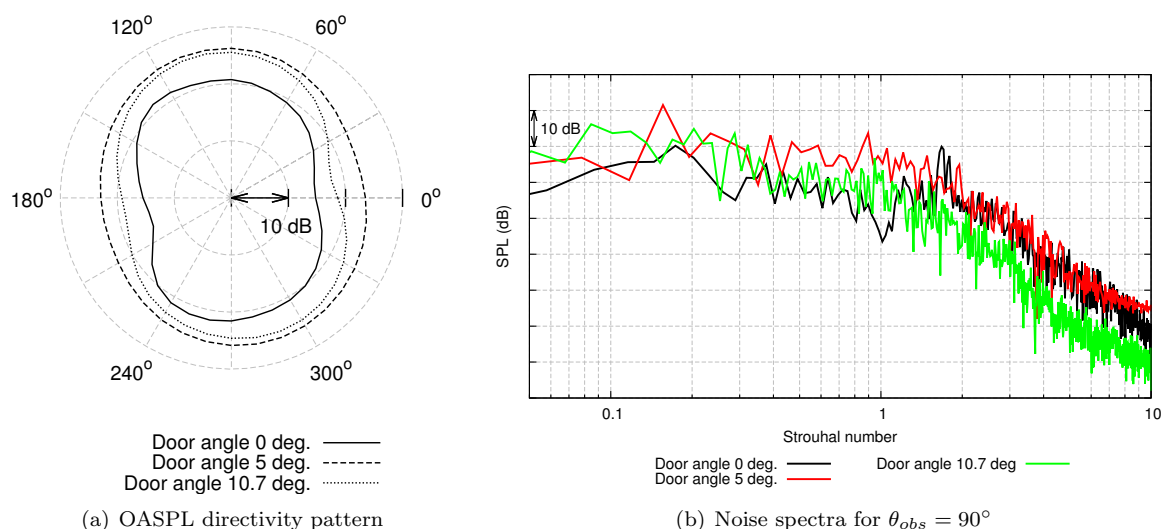 120°
60°
180°
0°
10 dB
240°
300°
Door angle 0 deg.
Door angle 5 deg.
Door angle 10.7 deg.
(a) OASPL directivity pattern
10 dB
SPL (dB)
0.1
1
10
Strouhal number
Door angle 0 deg.
Door angle 10.7 deg
Door angle 5 deg.
(b) Noise spectra for θobs = 90°